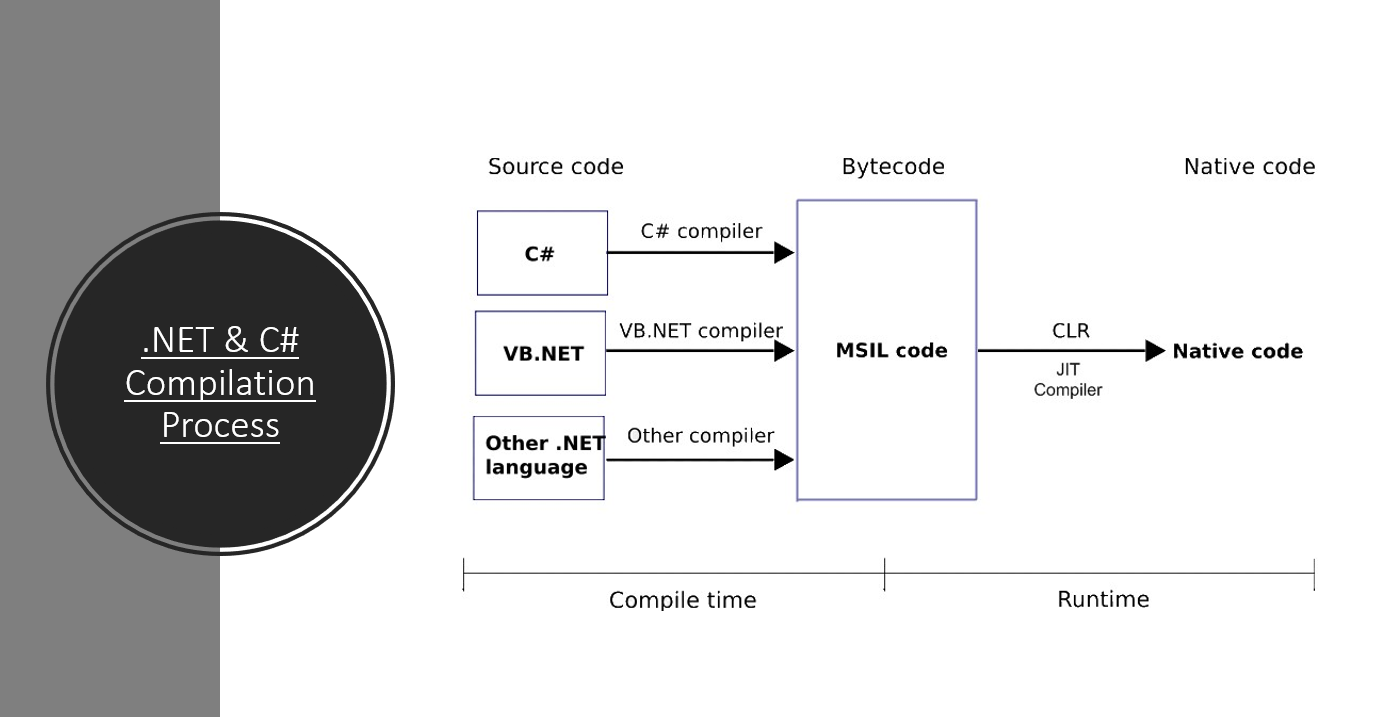 .NET & C#
Compilation
Process
Source code
Bytecode
Native code
C#
C# compiler
VB.NET
VB.NET compiler
Other .NET
language
Other compiler
MSIL code
CLR
JIT
Compiler
Native code
Compile time
Runtime